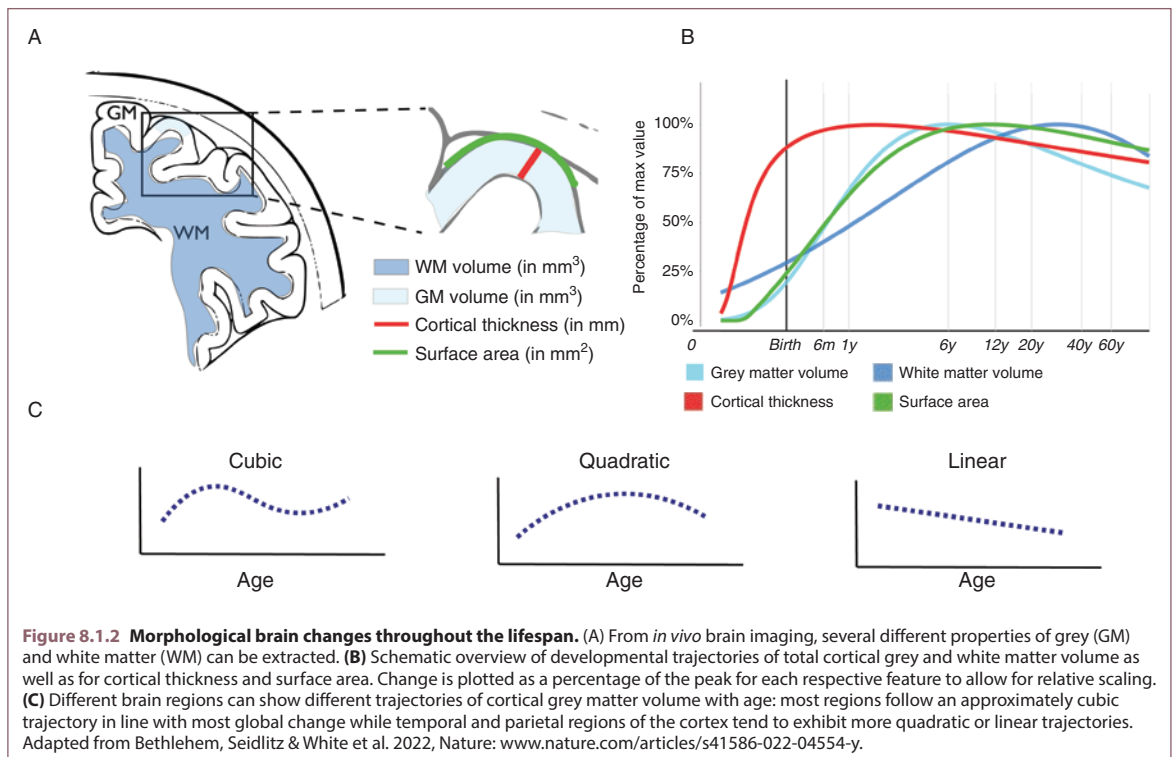 A
GM
WM
WM volume (in mm³)
GM volume (in mm³)
Cortical thickness (in mm)
Surface area (in mm²)
B
Percentage of max value
100%
75%
50%
25%
0%
0 Birth 6m 1y 6y 12y 20y 40y 60y
Grey matter volume White matter volume
Cortical thickness Surface area
C
Cubic Quadratic Linear
Age Age Age
Figure 8.1.2 Morphological brain changes throughout the lifespan. (A) From in vivo brain imaging, several different properties of grey (GM)
and white matter (WM) can be extracted. (B) Schematic overview of developmental trajectories of total cortical grey and white matter volume as
well as for cortical thickness and surface area. Change is plotted as a percentage of the peak for each respective feature to allow for relative scaling.
(C) Different brain regions can show different trajectories of cortical grey matter volume with age: most regions follow an approximately cubic
trajectory in line with most global change while temporal and parietal regions of the cortex tend to exhibit more quadratic or linear trajectories.
Adapted from Bethlehem, Seidlitz & White et al. 2022, Nature: www.nature.com/articles/s41586-022-04554-y.